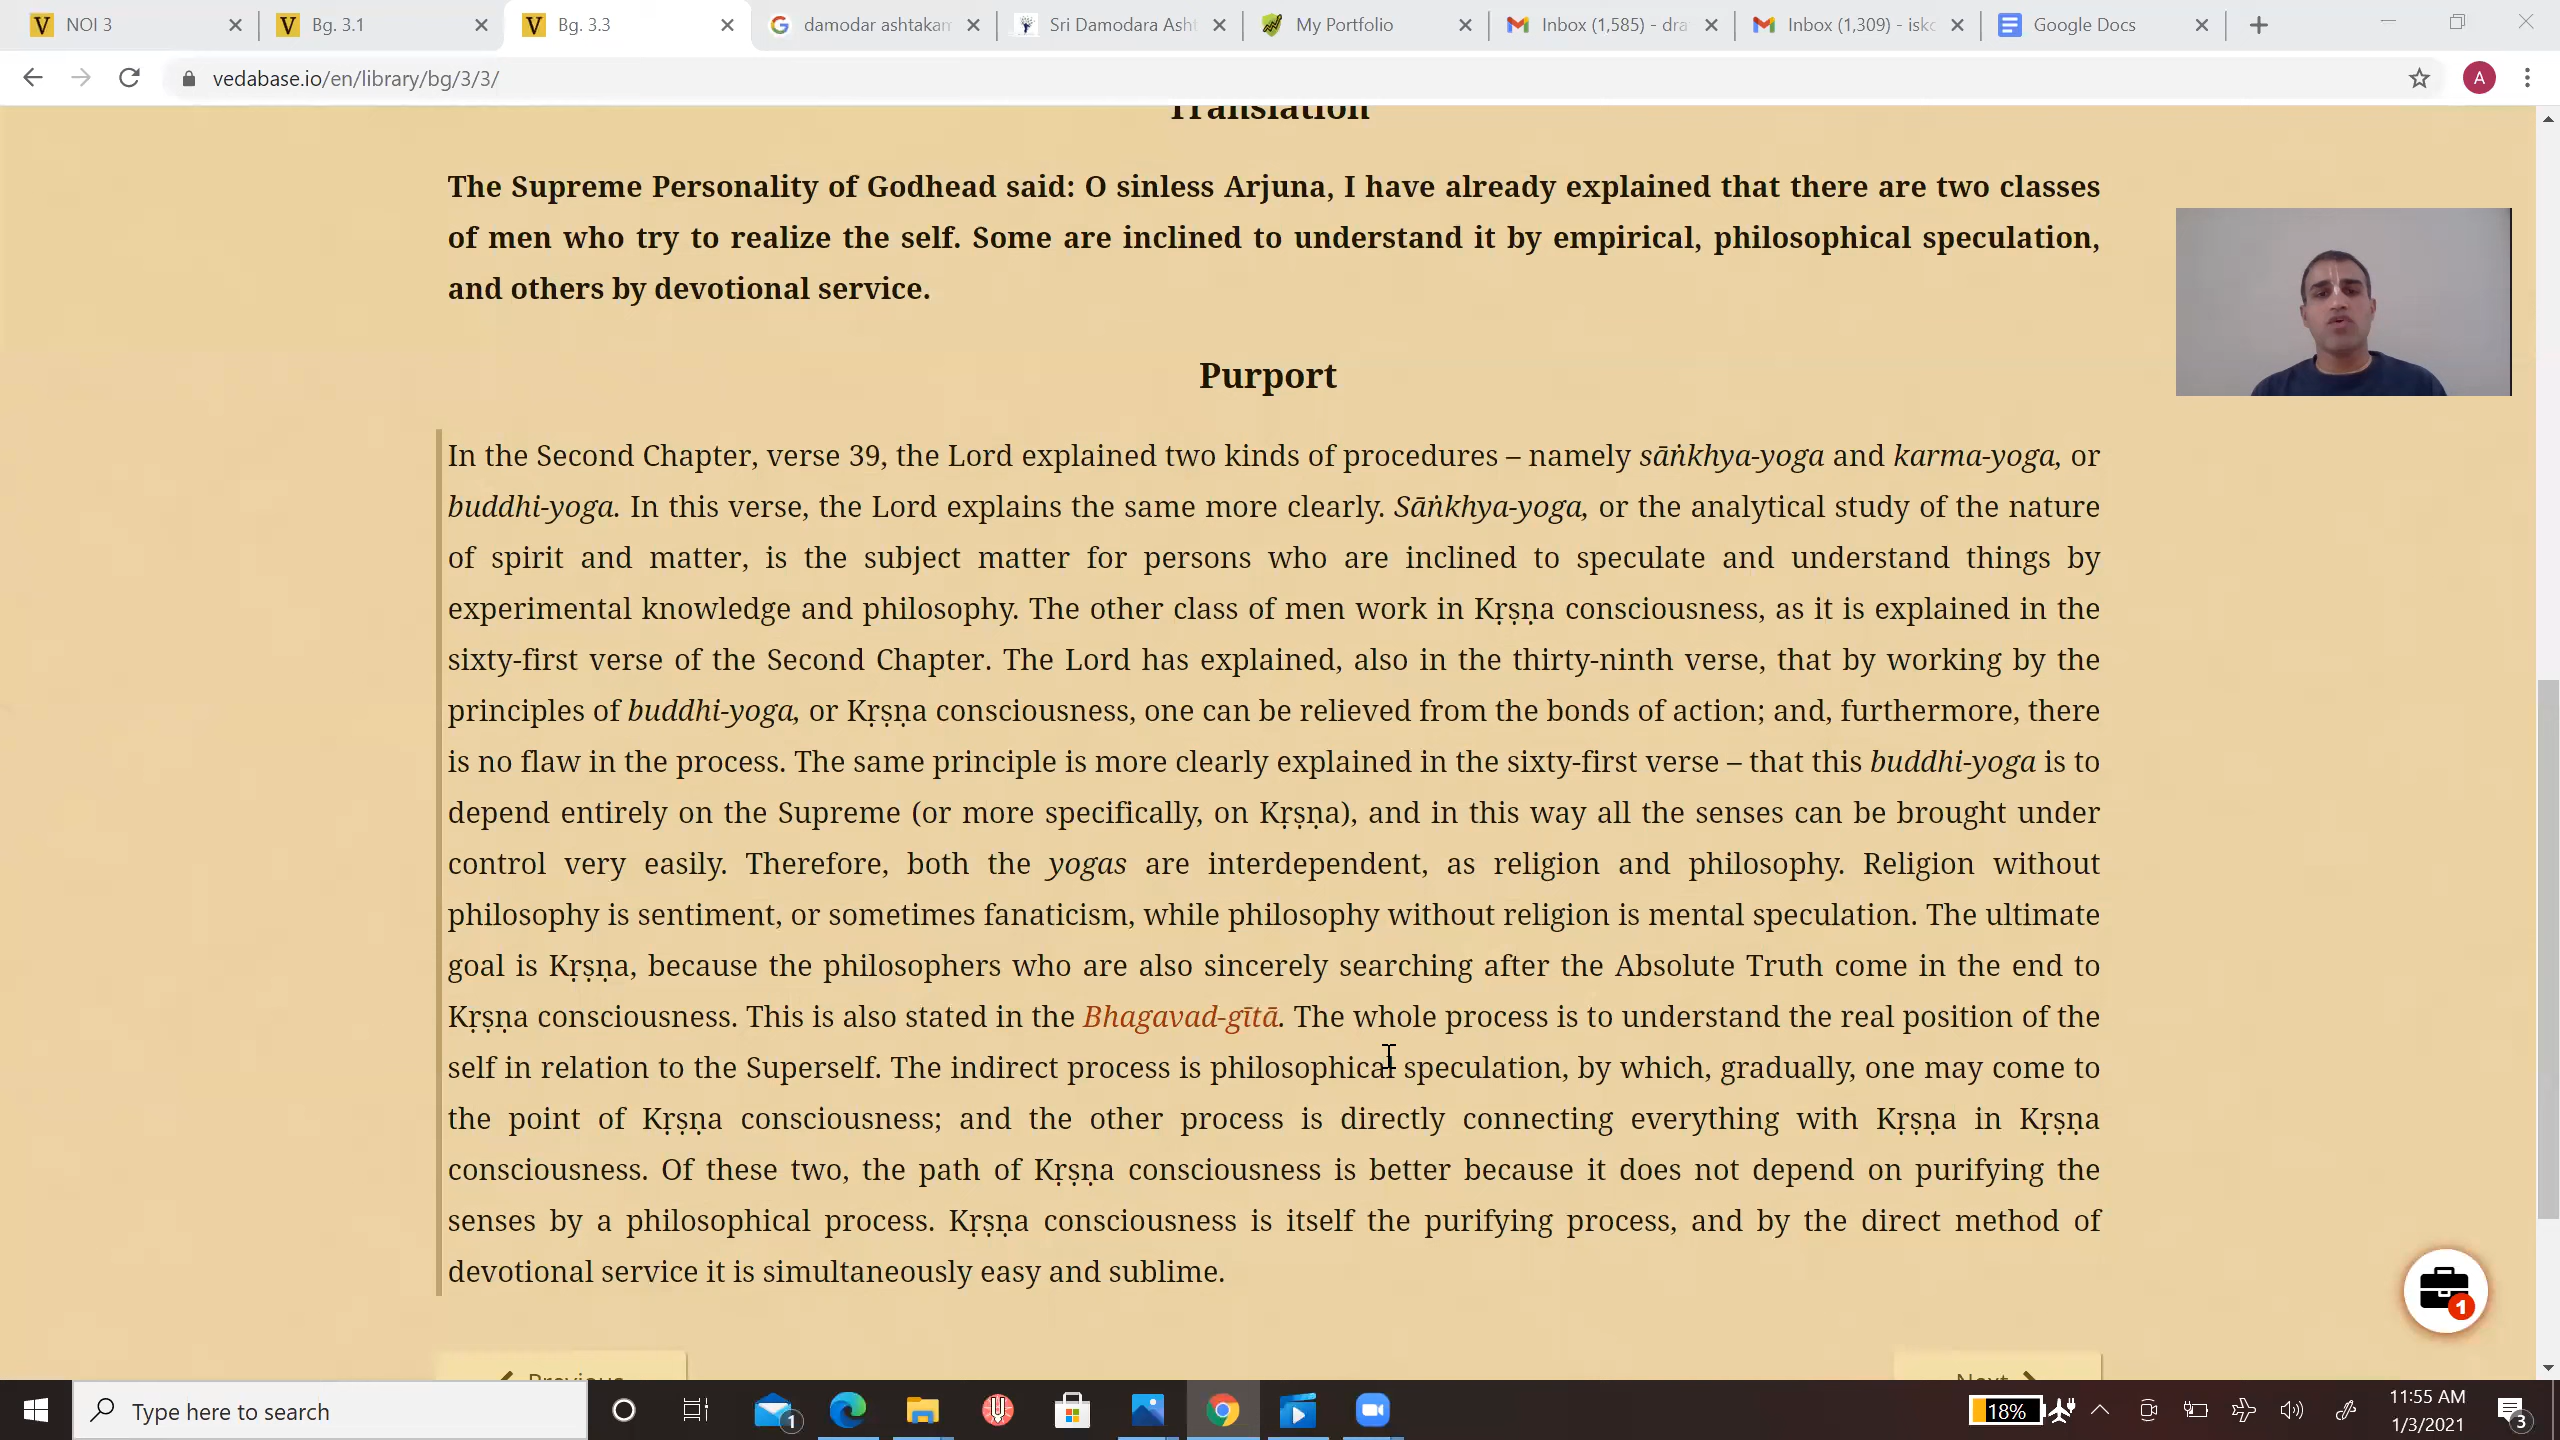 NOI 3
Bg. 3.1
Bg. 3.3
damodar ashtakam
Sri Damodara Asht
My Portfolio
Inbox (1,585) - dra
Inbox (1,309) - iskc
Google Docs
vedabase.io/en/library/bg/3/3/
A
Translation
The Supreme Personality of Godhead said: O sinless Arjuna, I have already explained that there are two classes
of men who try to realize the self. Some are inclined to understand it by empirical, philosophical speculation,
and others by devotional service.
Purport
In the Second Chapter, verse 39, the Lord explained two kinds of procedures – namely sāṅkhya-yoga and karma-yoga, or
buddhi-yoga. In this verse, the Lord explains the same more clearly. Sāṅkhya-yoga, or the analytical study of the nature
of spirit and matter, is the subject matter for persons who are inclined to speculate and understand things by
experimental knowledge and philosophy. The other class of men work in Kṛṣṇa consciousness, as it is explained in the
sixty-first verse of the Second Chapter. The Lord has explained, also in the thirty-ninth verse, that by working by the
principles of buddhi-yoga, or Kṛṣṇa consciousness, one can be relieved from the bonds of action; and, furthermore, there
is no flaw in the process. The same principle is more clearly explained in the sixty-first verse – that this buddhi-yoga is to
depend entirely on the Supreme (or more specifically, on Kṛṣṇa), and in this way all the senses can be brought under
control very easily. Therefore, both the yogas are interdependent, as religion and philosophy. Religion without
philosophy is sentiment, or sometimes fanaticism, while philosophy without religion is mental speculation. The ultimate
goal is Kṛṣṇa, because the philosophers who are also sincerely searching after the Absolute Truth come in the end to
Kṛṣṇa consciousness. This is also stated in the Bhagavad-gītā. The whole process is to understand the real position of the
self in relation to the Superself. The indirect process is philosophical speculation, by which, gradually, one may come to
the point of Kṛṣṇa consciousness; and the other process is directly connecting everything with Kṛṣṇa in Kṛṣṇa
consciousness. Of these two, the path of Kṛṣṇa consciousness is better because it does not depend on purifying the
senses by a philosophical process. Kṛṣṇa consciousness is itself the purifying process, and by the direct method of
devotional service it is simultaneously easy and sublime.
1
Previous
Next
Type here to search
1
18%
11:55 AM
1/3/2021
3